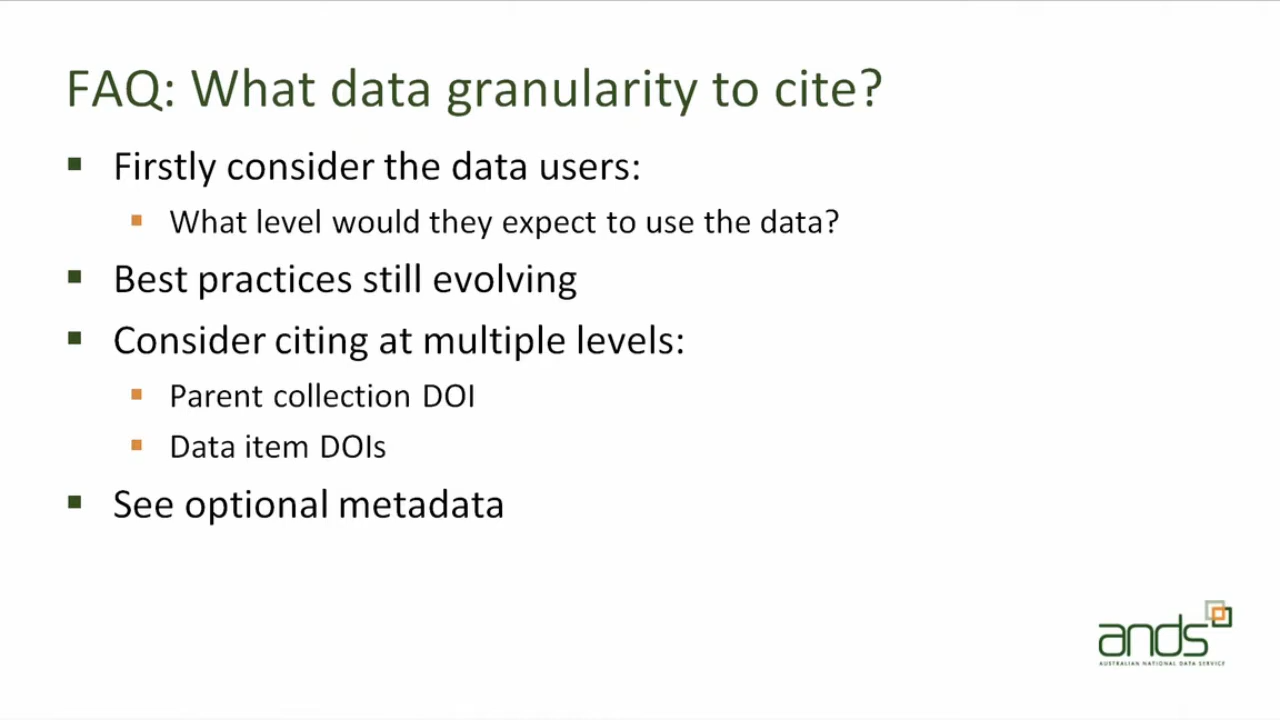 FAQ: What data granularity to cite?
Firstly consider the data users:
What level would they expect to use the data?
Best practices still evolving
Consider citing at multiple levels:
Parent collection DOI
Data item DOIs
See optional metadata
ands
AUSTRALIAN NATIONAL DATA SERVICE